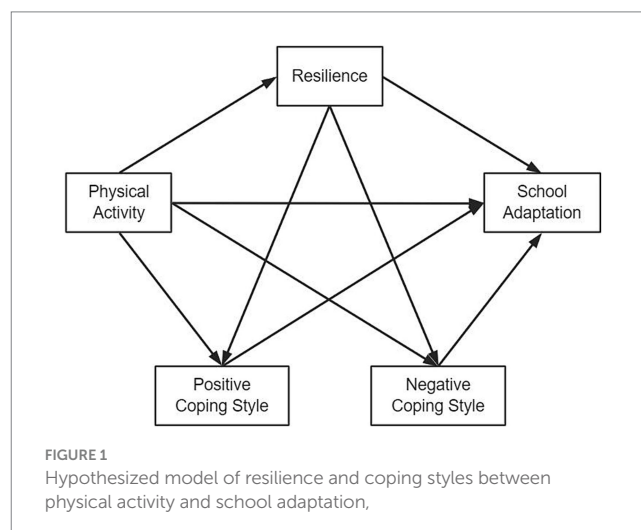 Resilience
Physical
Activity
School
Adaptation
Positive
Coping Style
Negative
Coping Style
FIGURE 1
Hypothesized model of resilience and coping styles between
physical activity and school adaptation,